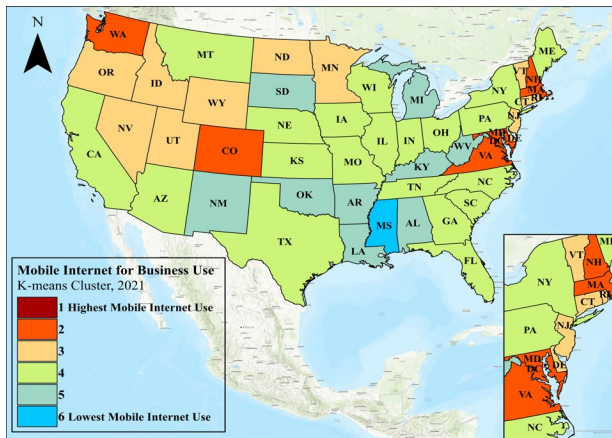 N
WA
MT
ND
MN
ME
OR
ID
SD
WI
VT
NH
WY
MI
NY
MA
CT
RI
NV
UT
NE
IA
PA
NJ
CA
CO
KS
MO
IL
IN
OH
WV
MD
DE
DC
VA
KY
AZ
NM
OK
AR
TN
NC
TX
LA
MS
AL
GA
SC
FL
Mobile Internet for Business Use
K-means Cluster, 2021
1 Highest Mobile Internet Use
2
3
4
5
6 Lowest Mobile Internet Use
VT
NH
NY
MA
CT
PA
NJ
MD
DE
DC
VA
NC